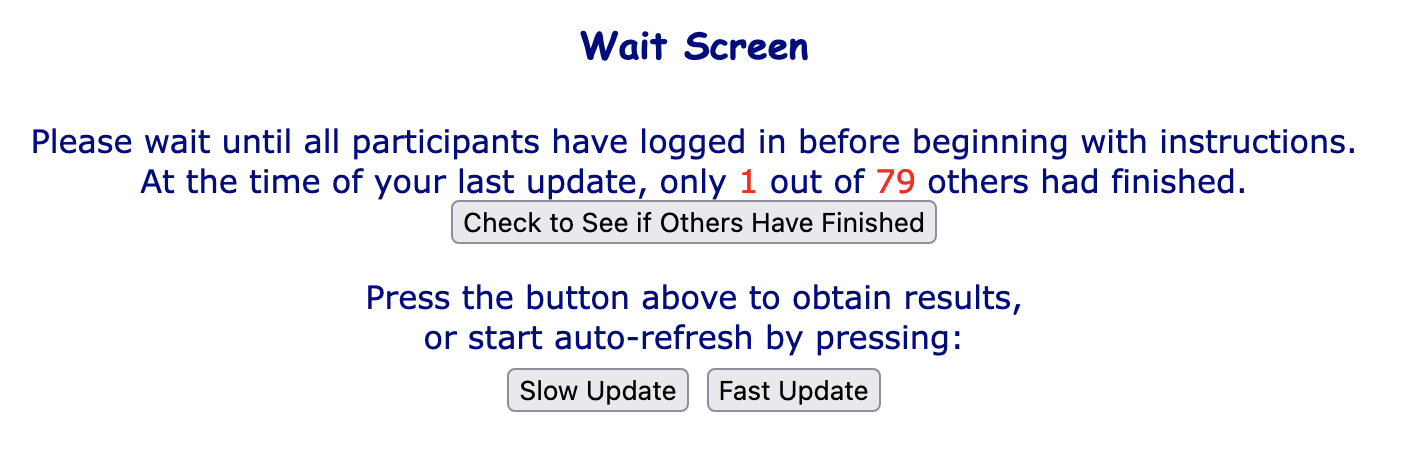 Wait Screen
Please wait until all participants have logged in before beginning with instructions.
At the time of your last update, only 1 out of 79 others had finished.
Check to See if Others Have Finished
Press the button above to obtain results,
or start auto-refresh by pressing:
Slow Update Fast Update